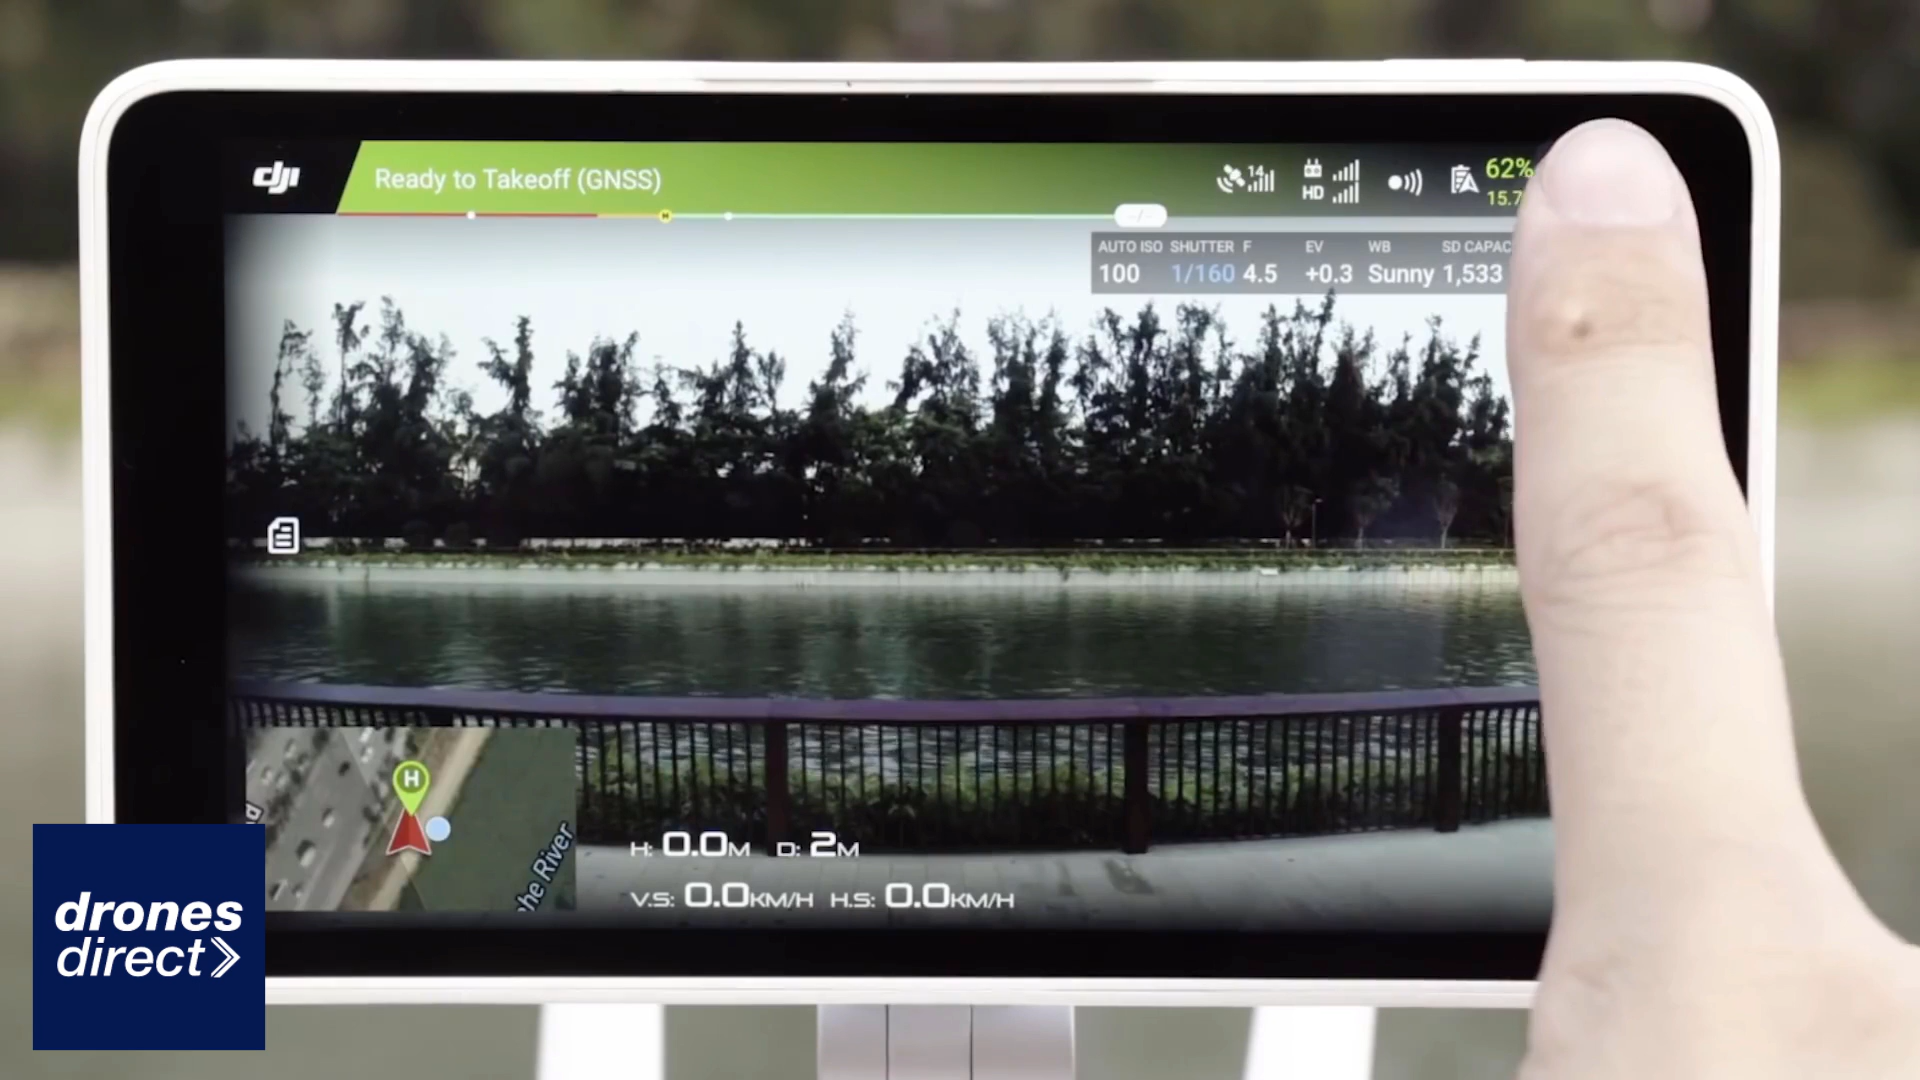 dji
Ready to Takeoff (GNSS)
14
HD
62%
15.7
AUTO ISO SHUTTER F EV WB SD CAPAC
100 1/160 4.5 +0.3 Sunny 1,533
H
H
H: 0.0M D: 2M
V.S: 0.0KM/H H.S: 0.0KM/H
he River
drones
direct